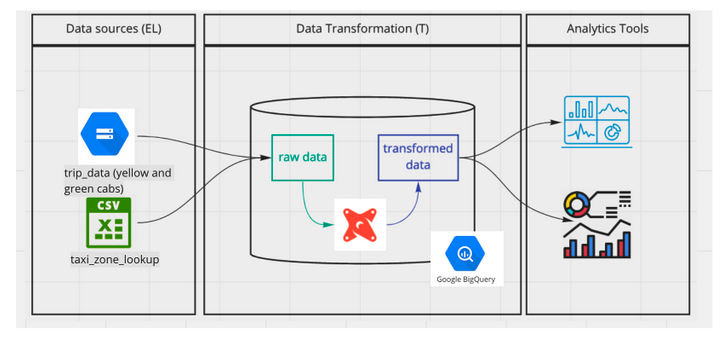 Data sources (EL)
Data Transformation (T)
Analytics Tools
trip_data (yellow and
green cabs)
CSV
X
taxi_zone_lookup
raw data
transformed
data
Google BigQuery